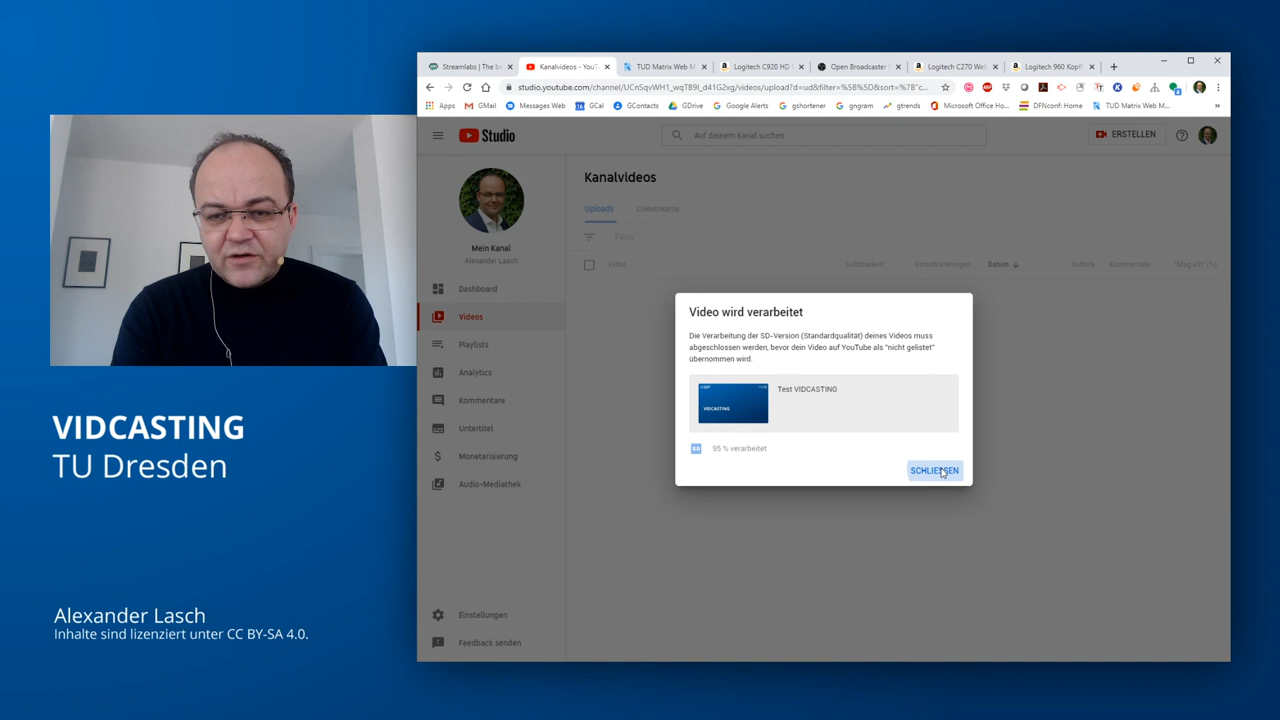 Streamlabs | The be
Kanalvideos - YouT
TUD Matrix Web M
Logitech C920 HD
Open Broadcaster
Logitech C270 Web
Logitech 960 Kopf
studio.youtube.com/channel/UCnSqvWH1_wqT89I_d41G2xg/videos/upload?d=ud&filter=%5B%5D&sort=%7B"c...
Apps
GMail
Messages Web
GCal
GContacts
GDrive
Google Alerts
gshortener
gngram
gtrends
Microsoft Office Ho...
DFNconf: Home
TUD Matrix Web M...
»
Studio
Auf deinem Kanal suchen
ERSTELLEN
Kanalvideos
Uploads
Livestreams
Filter
Video
Sichtbarkeit
Einschränkungen
Datum
Aufrufe
Kommentare
"Mag ich" (%)
Mein Kanal
Alexander Lasch
Dashboard
Videos
Playlists
Analytics
Kommentare
Untertitel
Monetarisierung
Audio-Mediathek
Einstellungen
Feedback senden
Video wird verarbeitet
Die Verarbeitung der SD-Version (Standardqualität) deines Videos muss
abgeschlossen werden, bevor dein Video auf YouTube als "nicht gelistet"
übernommen wird.
VIDCASTING
Test VIDCASTING
SD
95 % verarbeitet
SCHLIESSEN
VIDCASTING
TU Dresden
Alexander Lasch
Inhalte sind lizenziert unter CC BY-SA 4.0.